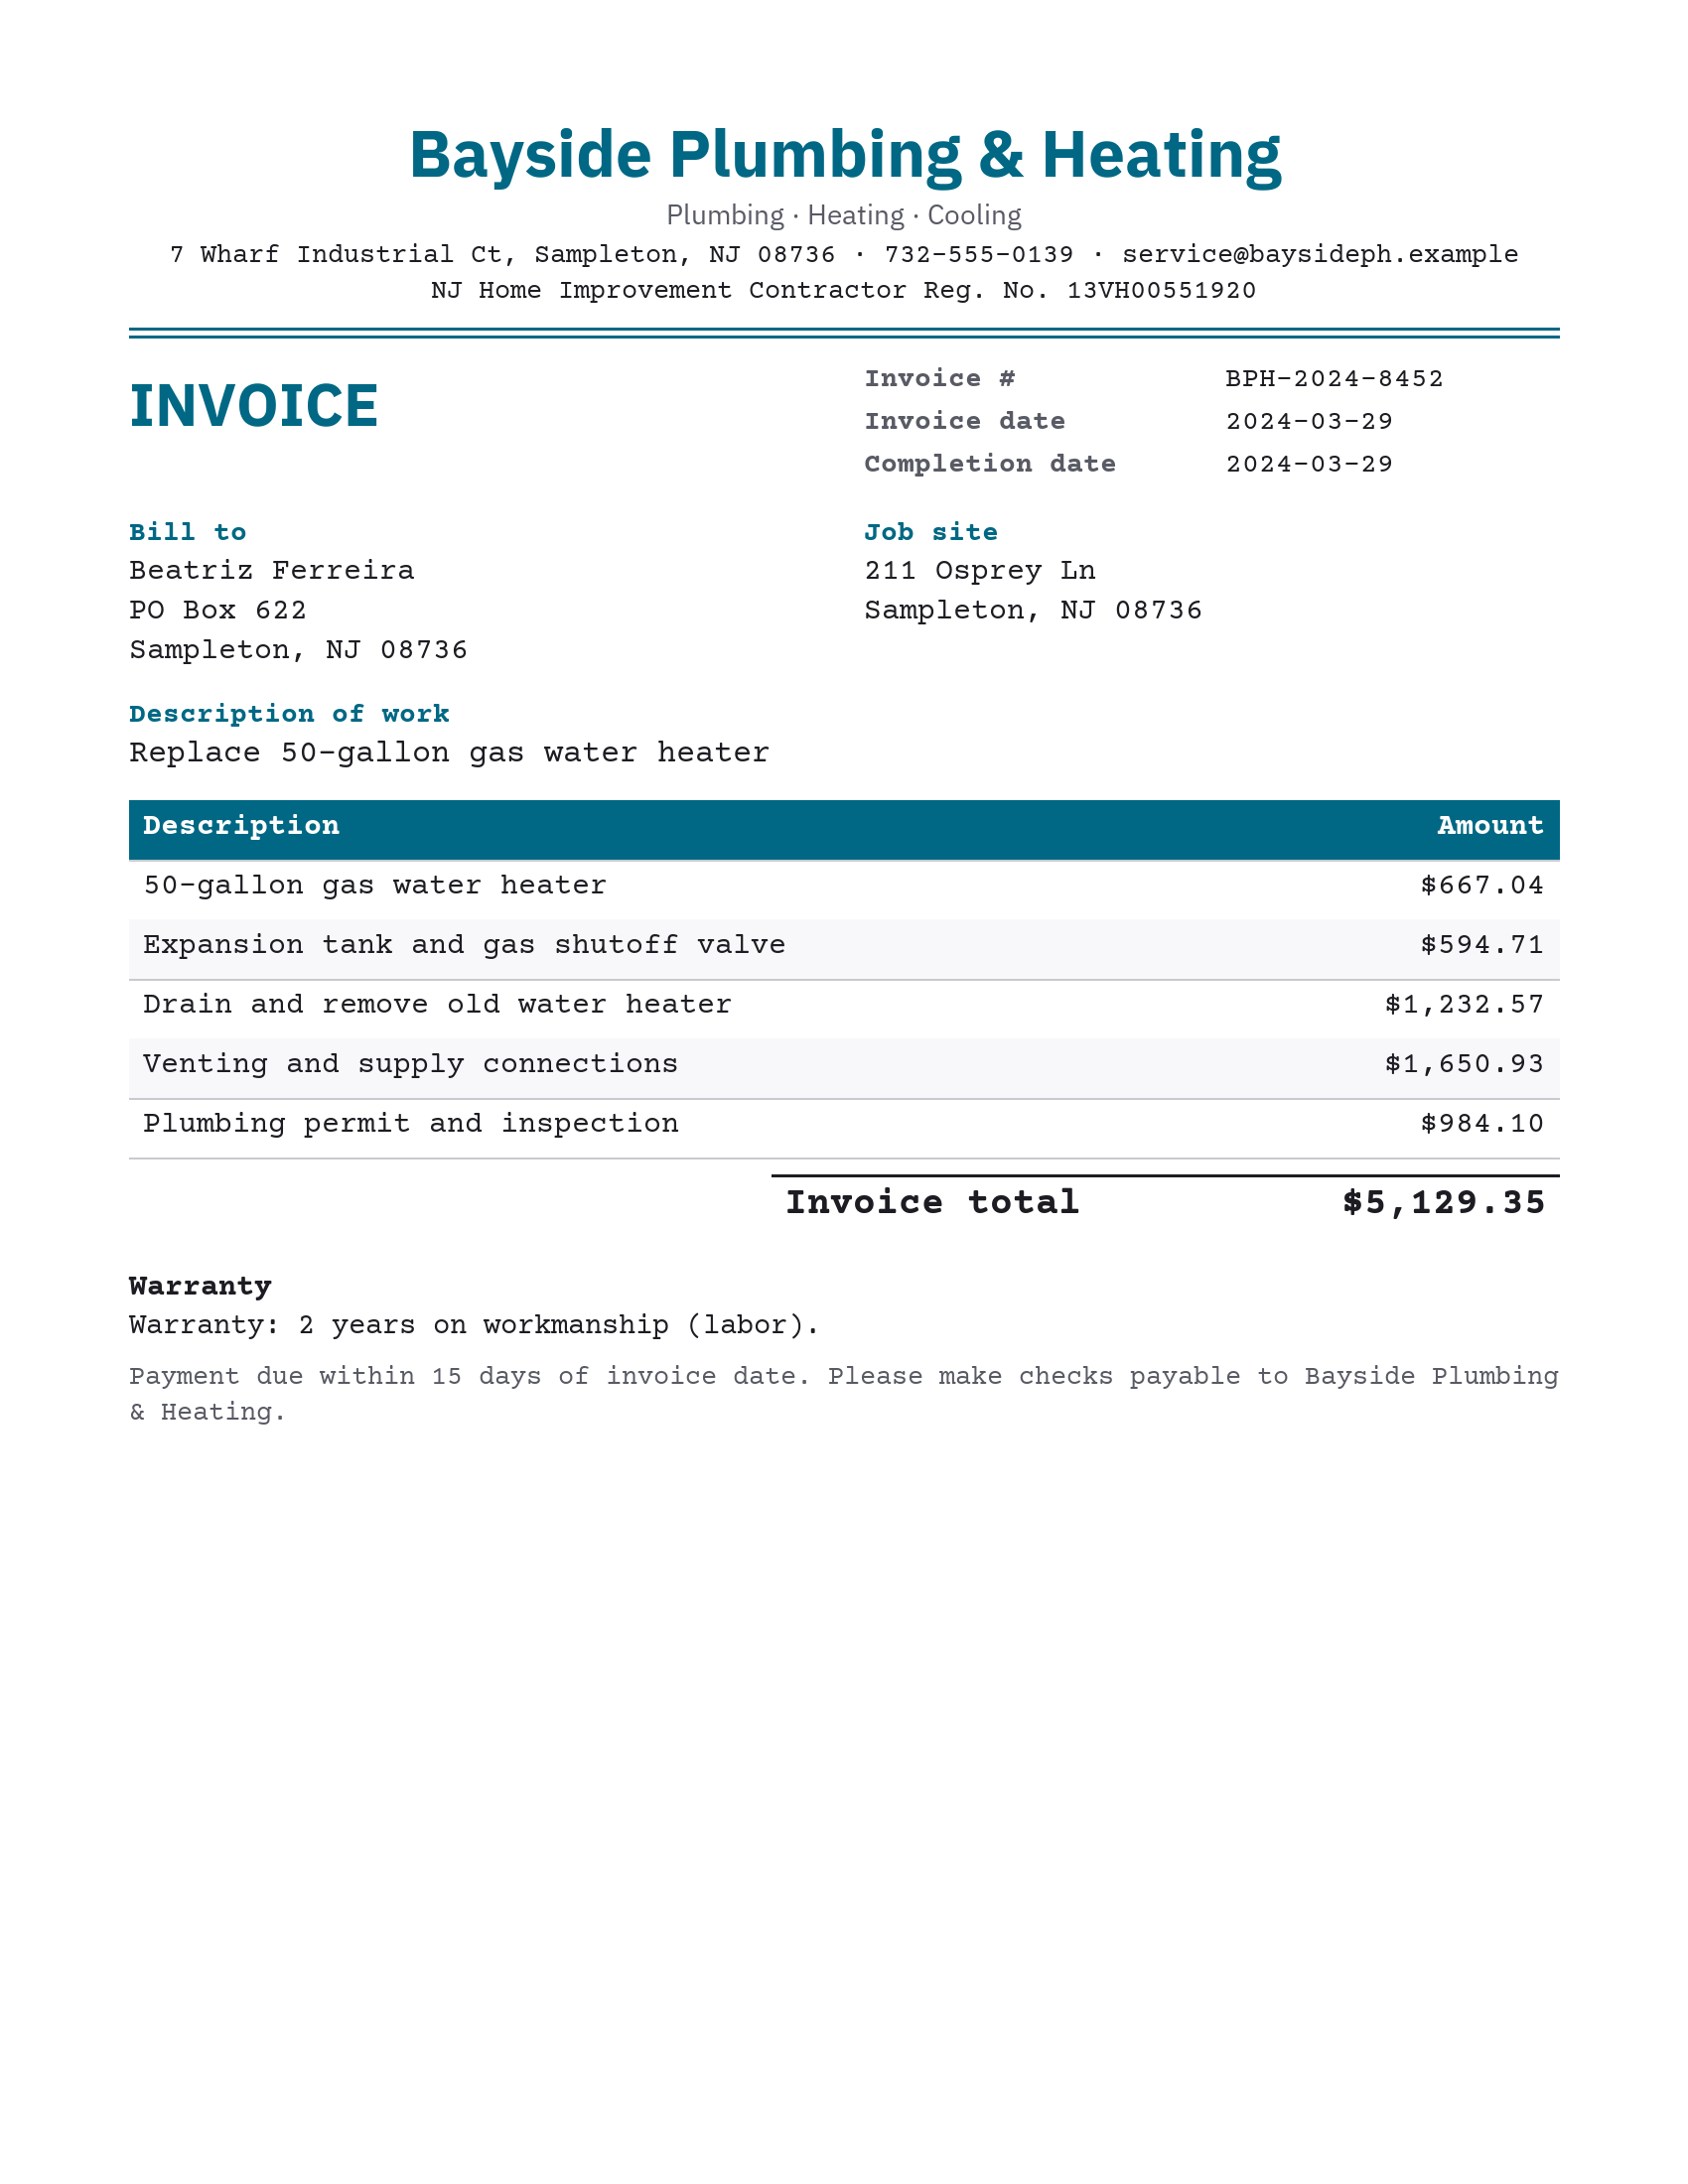 Bayside Plumbing & Heating
Plumbing · Heating · Cooling
7 Wharf Industrial Ct, Sampleton, NJ 08736 · 732-555-0139 · service@baysideph.example
NJ Home Improvement Contractor Reg. No. 13VH00551920
INVOICE
Invoice # BPH-2024-8452
Invoice date 2024-03-29
Completion date 2024-03-29
Bill to
Beatriz Ferreira
PO Box 622
Sampleton, NJ 08736
Job site
211 Osprey Ln
Sampleton, NJ 08736
Description of work
Replace 50-gallon gas water heater
Description Amount
50-gallon gas water heater $667.04
Expansion tank and gas shutoff valve $594.71
Drain and remove old water heater $1,232.57
Venting and supply connections $1,650.93
Plumbing permit and inspection $984.10
Invoice total $5,129.35
Warranty
Warranty: 2 years on workmanship (labor).
Payment due within 15 days of invoice date. Please make checks payable to Bayside Plumbing
& Heating.